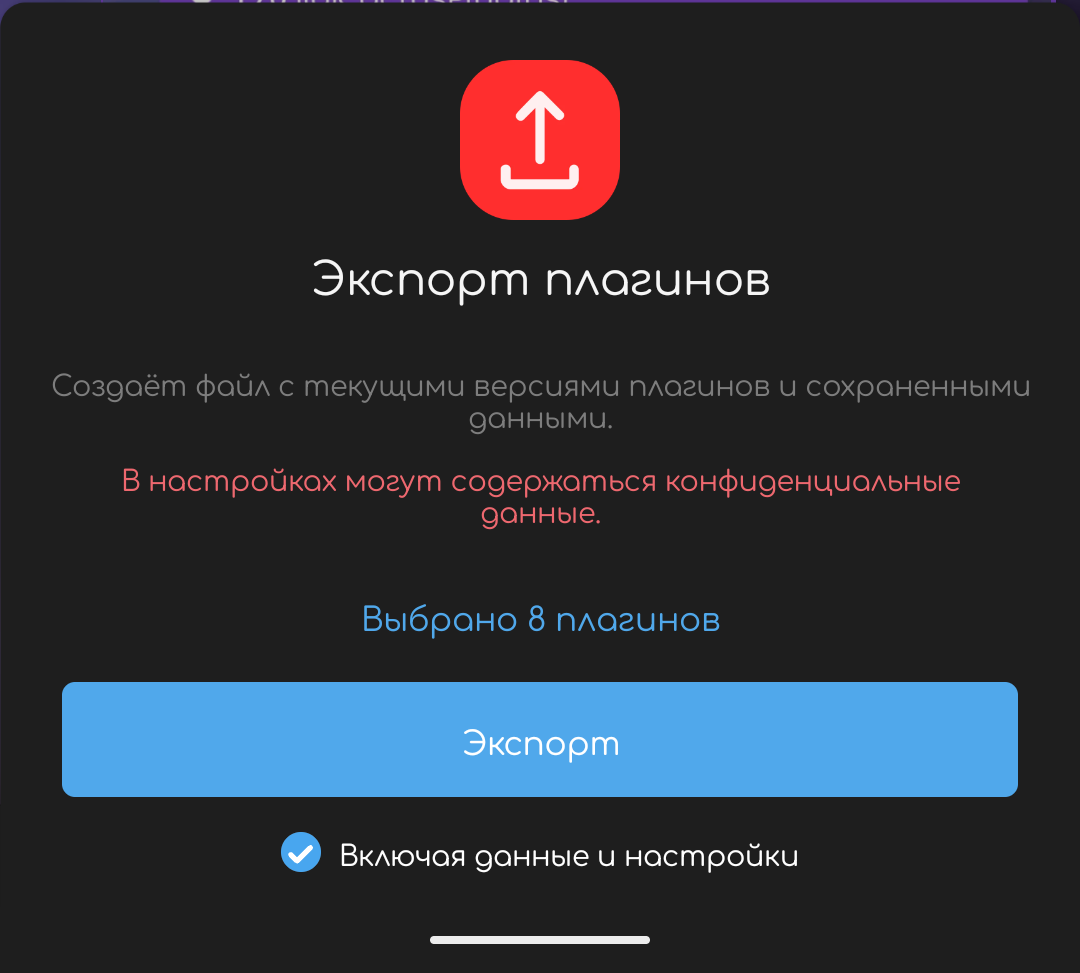 Экспорт плагинов
Создаёт файл с текущими версиями плагинов и сохраненными
данными.
В настройках могут содержаться конфиденциальные
данные.
Выбрано 8 плагинов
Экспорт
Включая данные и настройки